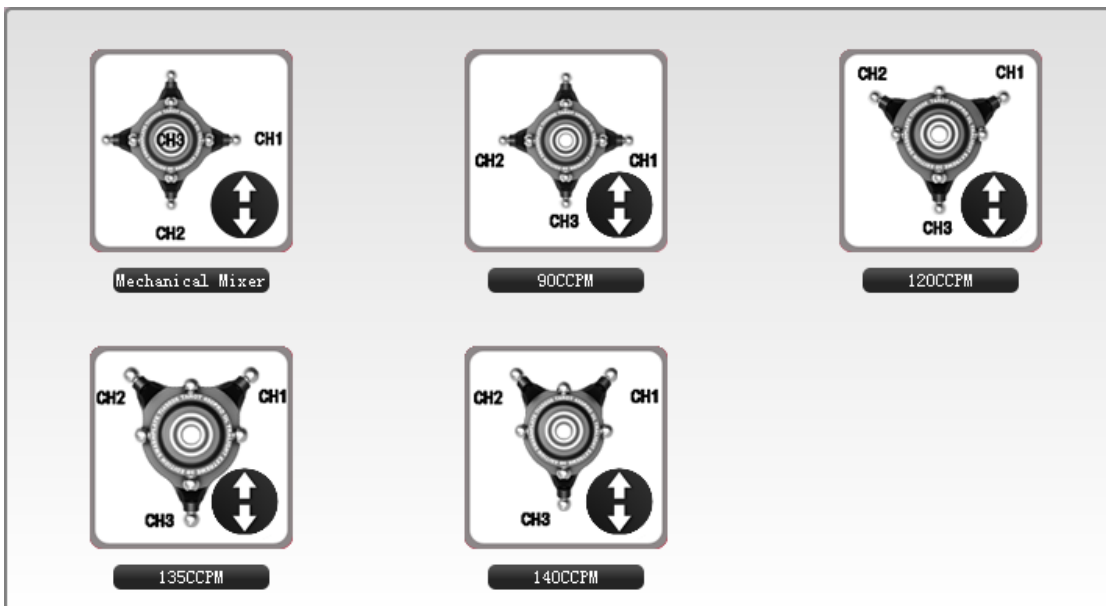 CH3 CH1
CH2
Mechanical Mixer
CH2 CH1
CH3
90CCPM
CH2 CH1
CH3
120CCPM
CH2 CH1
CH3
135CCPM
CH2 CH1
CH3
140CCPM